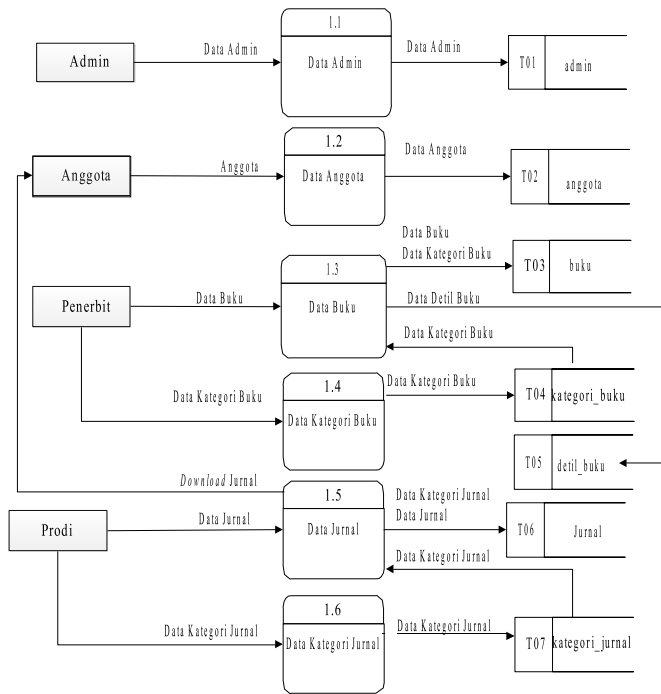 1.1
Admin
Data Admin
Data Admin
Data Admin
T01
admin
1.2
Anggota
Anggota
Data Anggota
Data Anggota
T02
anggota
Data Buku
Data Kategori Buku
1.3
T03
buku
Penerbit
Data Buku
Data Buku
Data Detil Buku
Data Kategori Buku
1.4
Data Kategori Buku
Data Kategori Buku
Data Kategori Buku
T04
kategori_buku
T05
detil_buku
Download Jurnal
1.5
Data Kategori Jurnal
Data Jurnal
Prodi
Data Jurnal
Data Jurnal
T06
Jurnal
Data Kategori Jurnal
1.6
Data Kategori Jurnal
Data Kategori Jurnal
Data Kategori Jurnal
T07
kategori_jurnal